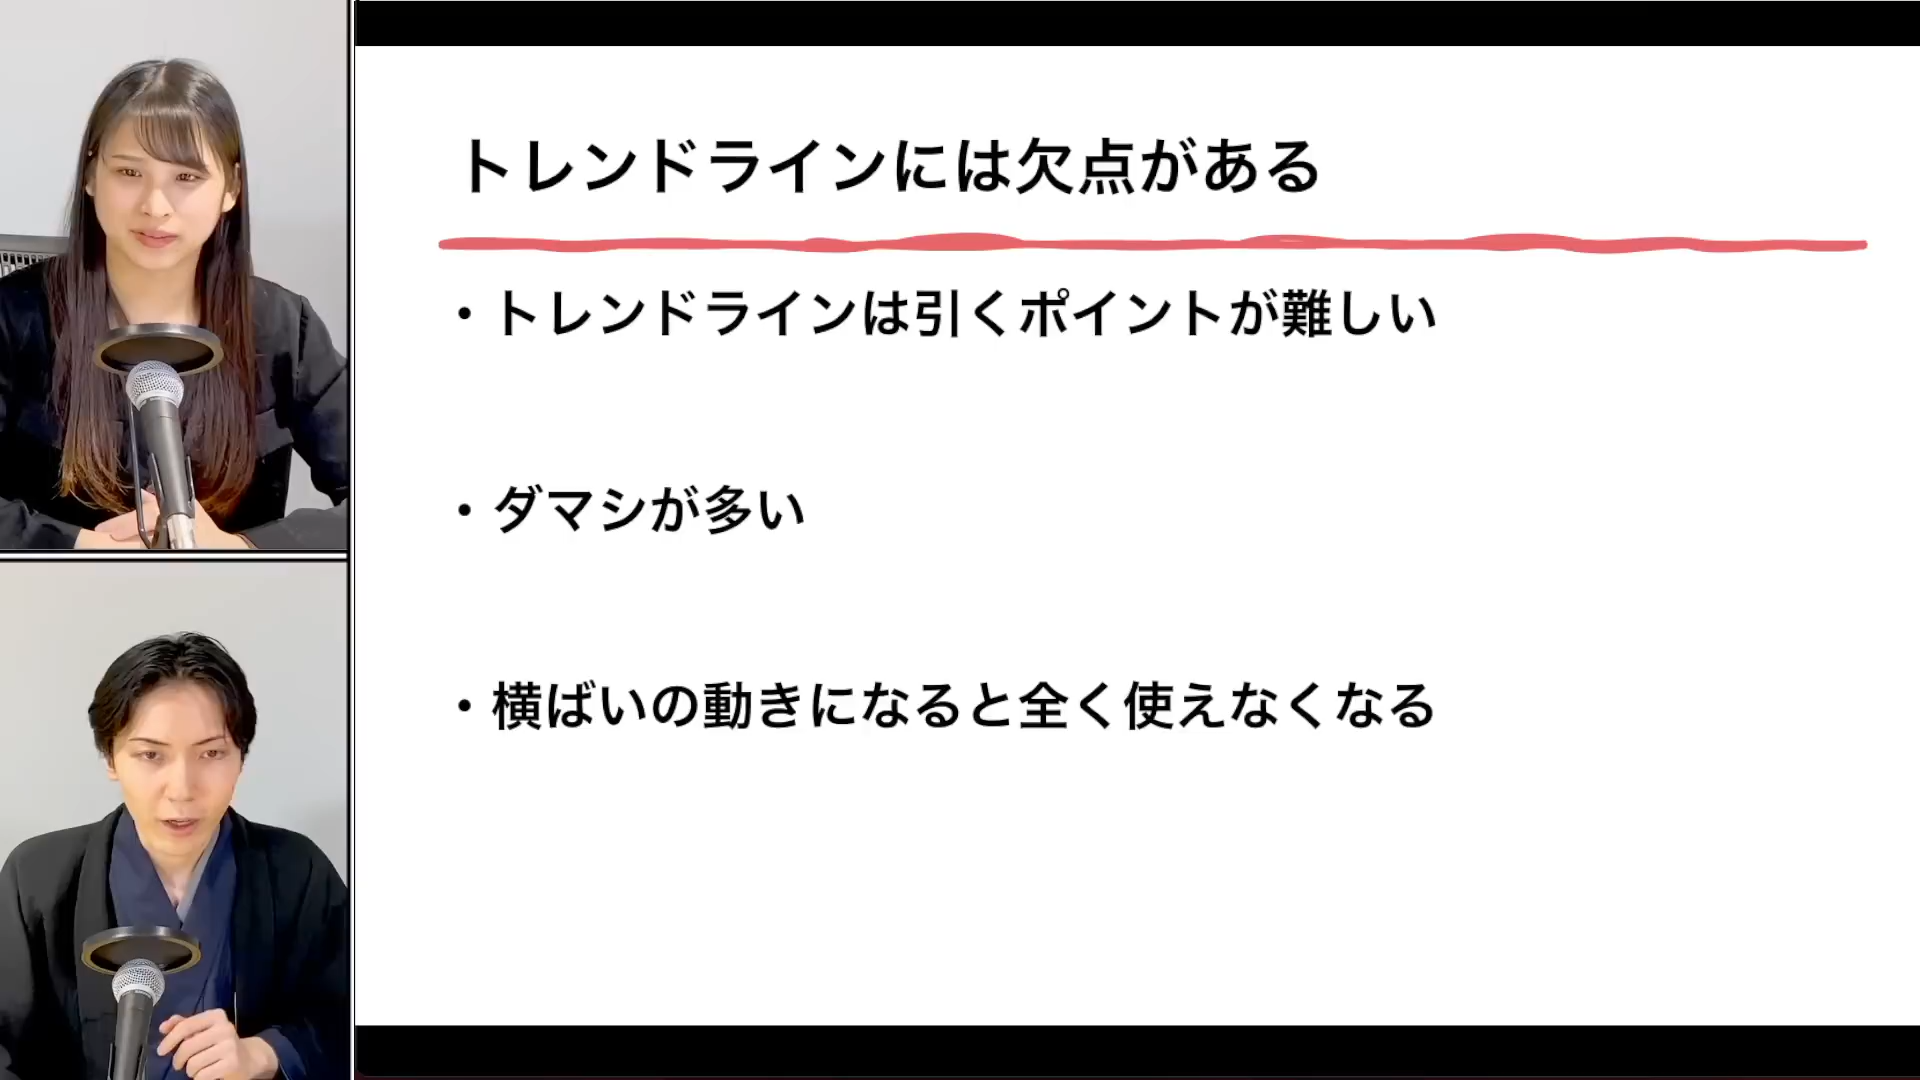 トレンドラインには欠点がある
・トレンドラインは引くポイントが難しい
・ダマシが多い
・横ばいの動きになると全く使えなくなる